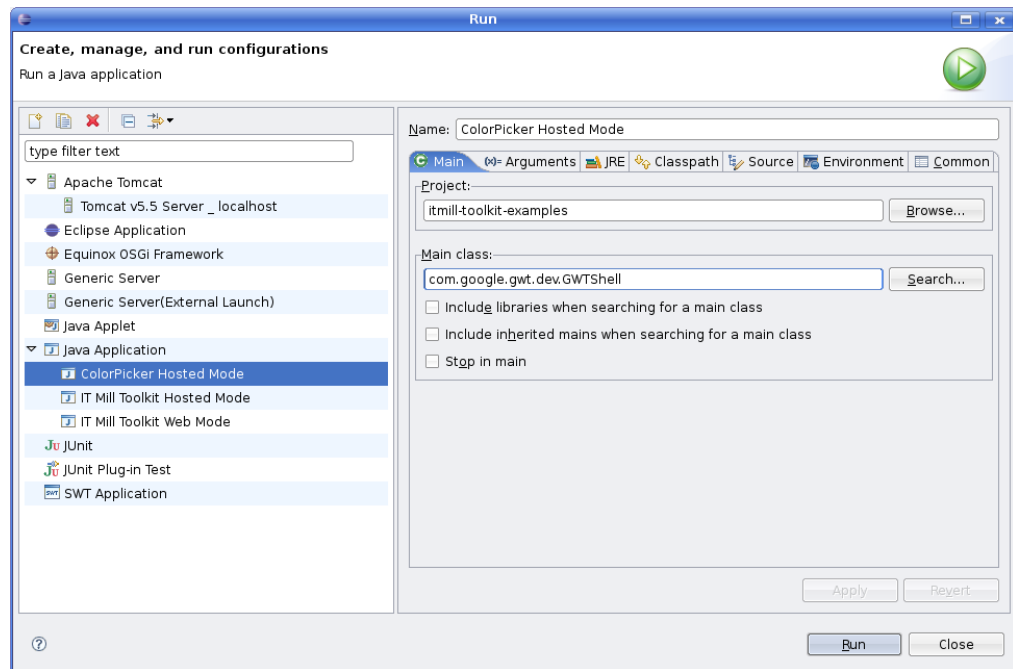 Run
Create, manage, and run configurations
Run a Java application
type filter text
Apache Tomcat
Tomcat v5.5 Server _ localhost
Eclipse Application
Equinox OSGi Framework
Generic Server
Generic Server(External Launch)
Java Applet
Java Application
ColorPicker Hosted Mode
IT Mill Toolkit Hosted Mode
IT Mill Toolkit Web Mode
JUnit
JUnit Plug-in Test
SWT Application
Name: ColorPicker Hosted Mode
Main (x)= Arguments JRE Classpath Source Environment Common
Project:
itmill-toolkit-examples Browse...
Main class:
com.google.gwt.dev.GWTShell Search...
Include libraries when searching for a main class
Include inherited mains when searching for a main class
Stop in main
Apply Revert
Run Close